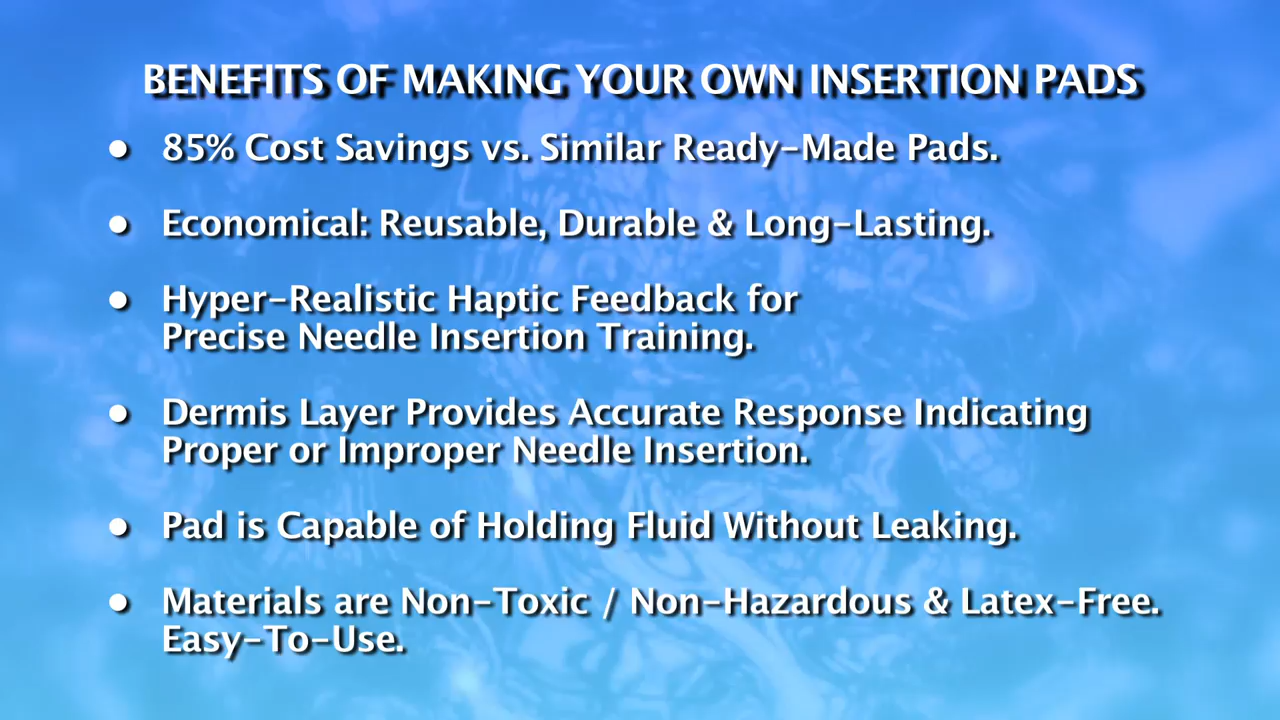 BENEFITS OF MAKING YOUR OWN INSERTION PADS
● 85% Cost Savings vs. Similar Ready-Made Pads.
● Economical: Reusable, Durable & Long-Lasting.
● Hyper-Realistic Haptic Feedback for
Precise Needle Insertion Training.
● Dermis Layer Provides Accurate Response Indicating
Proper or Improper Needle Insertion.
● Pad is Capable of Holding Fluid Without Leaking.
● Materials are Non-Toxic / Non-Hazardous & Latex-Free.
Easy-To-Use.